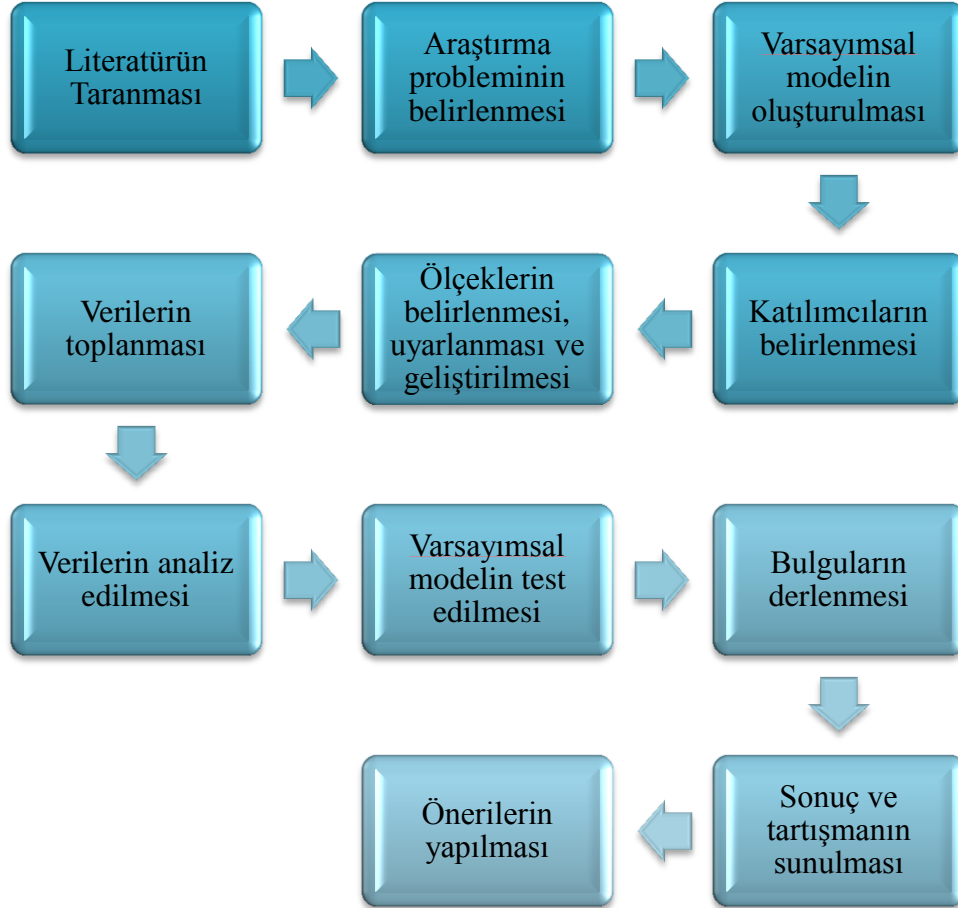 Literatürün
Taranması
Araştırma
probleminin
belirlenmesi
Varsayımsal
modelin
oluşturulması
Katılımcıların
belirlenmesi
Ölçeklerin
belirlenmesi,
uyarlanması ve
geliştirilmesi
Verilerin
toplanması
Verilerin analiz
edilmesi
Varsayımsal
modelin test
edilmesi
Bulguların
derlenmesi
Sonuç ve
tartışmanın
sunulması
Önerilerin
yapılması